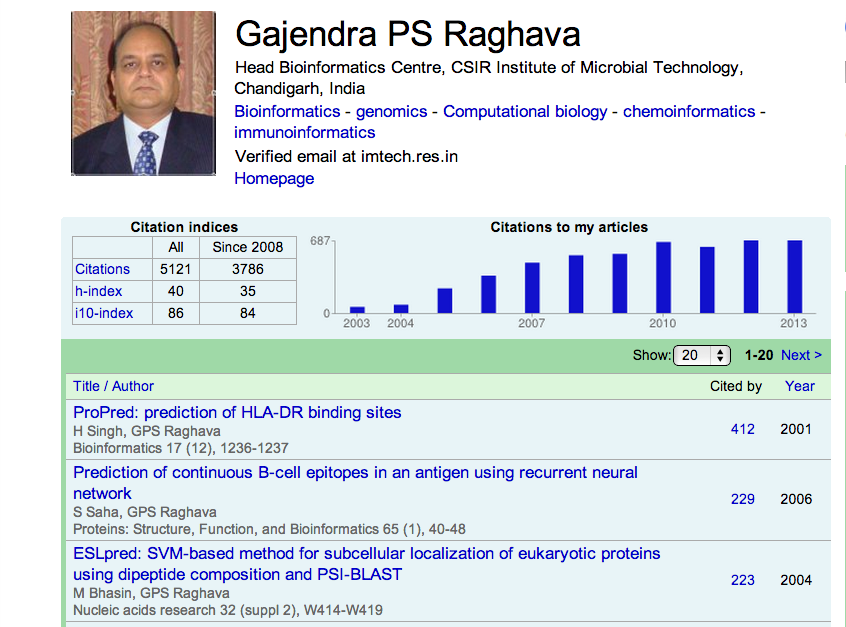 Gajendra PS Raghava
Head Bioinformatics Centre, CSIR Institute of Microbial Technology,
Chandigarh, India
Bioinformatics - genomics - Computational biology - chemoinformatics -
immunoinformatics
Verified email at imtech.res.in
Homepage
Citation indices
All Since 2008
Citations 5121 3786
h-index 40 35
i10-index 86 84
Citations to my articles
687
0
2003 2004 2007 2010 2013
Show: 20 1-20 Next >
Title / Author Cited by Year
ProPred: prediction of HLA-DR binding sites
H Singh, GPS Raghava
Bioinformatics 17 (12), 1236-1237
412 2001
Prediction of continuous B-cell epitopes in an antigen using recurrent neural
network
S Saha, GPS Raghava
Proteins: Structure, Function, and Bioinformatics 65 (1), 40-48
229 2006
ESLpred: SVM-based method for subcellular localization of eukaryotic proteins
using dipeptide composition and PSI-BLAST
M Bhasin, GPS Raghava
Nucleic acids research 32 (suppl 2), W414-W419
223 2004